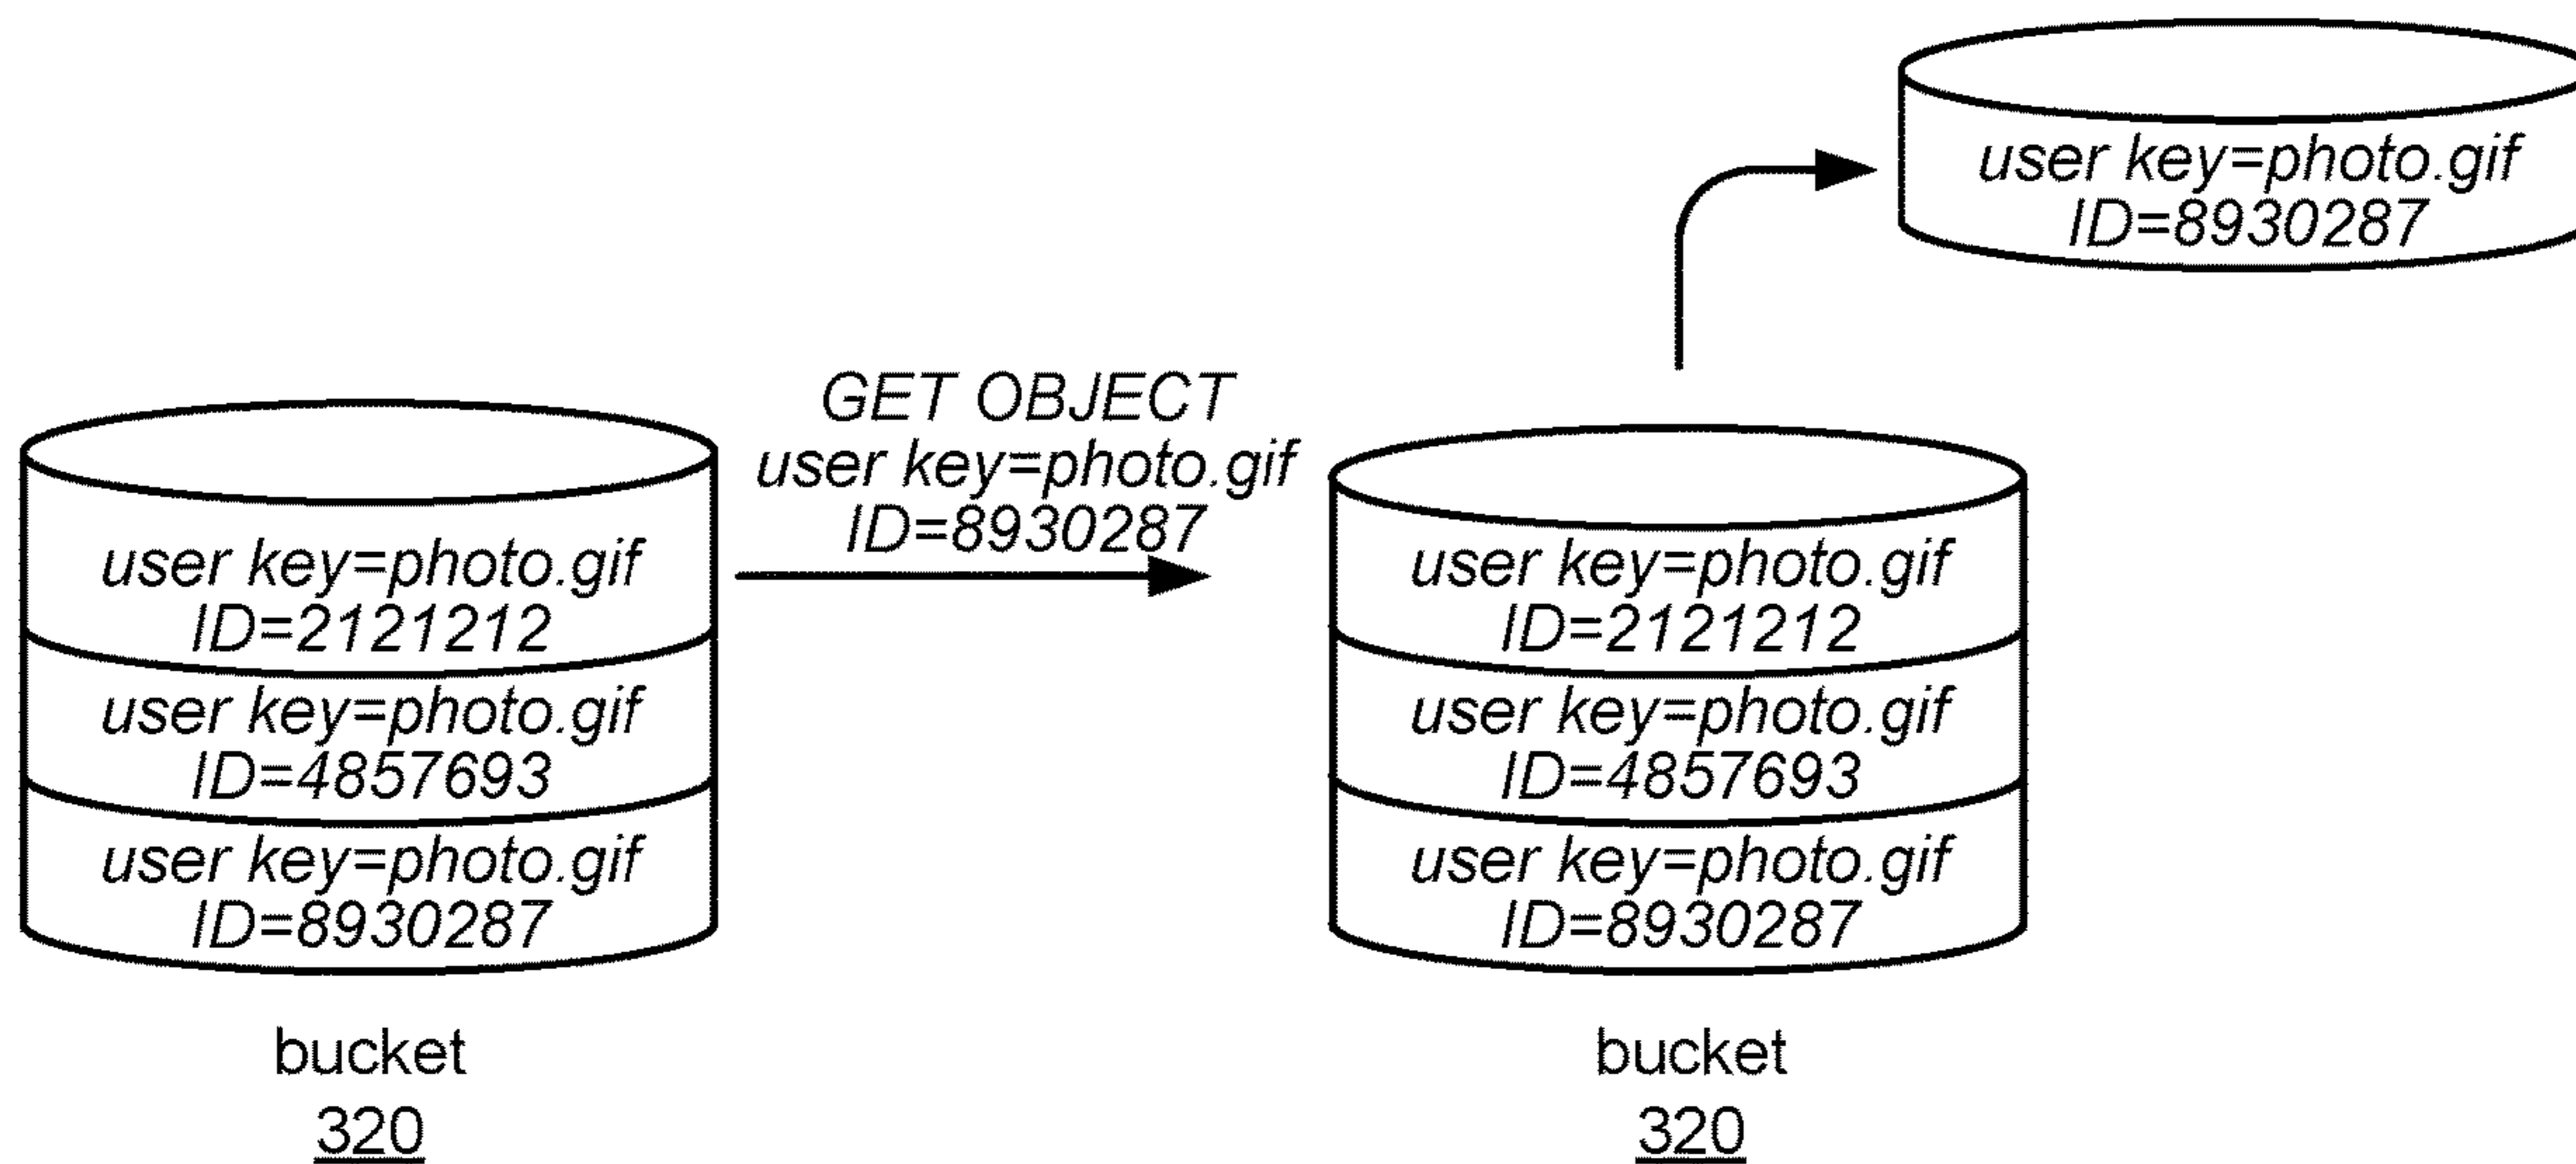 user key=photo.gif
ID=8930287
GET OBJECT
user key=photo.gif
ID=8930287
user key=photo.gif
ID=2121212
user key=photo.gif
ID=4857693
user key=photo.gif
ID=8930287
bucket
320
user key=photo.gif
ID=2121212
user key=photo.gif
ID=4857693
user key=photo.gif
ID=8930287
bucket
320